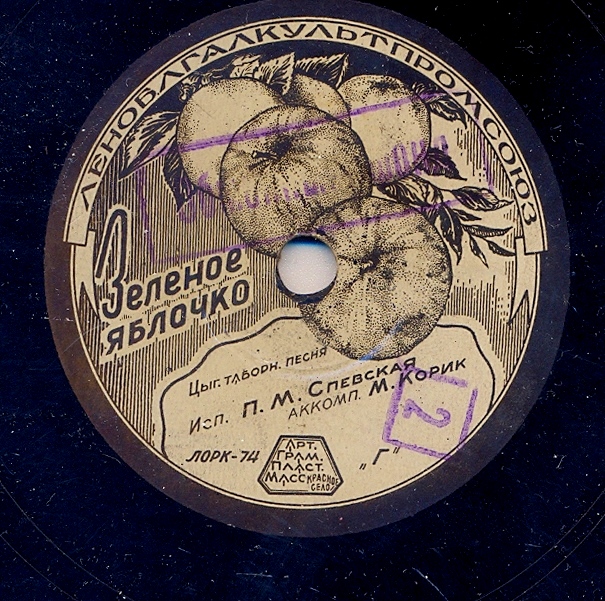 ЛЕНОБЛГАЛКУЛЬТПРОМСОЮЗ
Зеленое
яблочко
Цыг. таборн. песня
Исп. П. М. Спевская
аккомп. М. Корик
ЛОРК-74
„Г"
АРТ.
ГРАМ.
ПЛАСТ
МАСС
КРАСНОЕ
СЕЛО
2